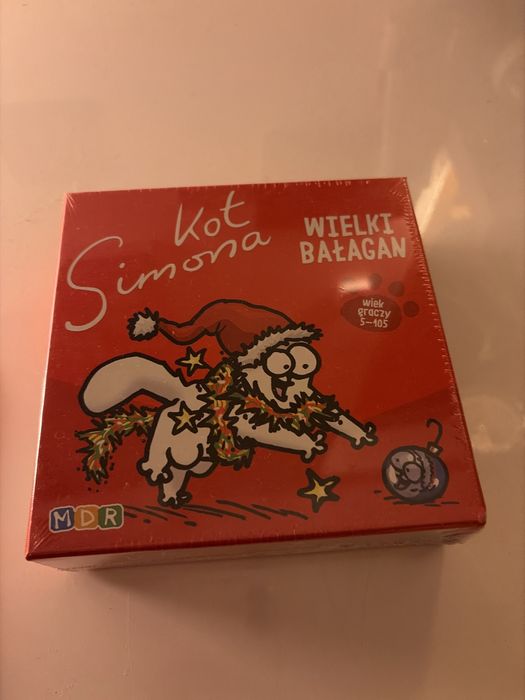 Kot
Simona
WIELKI
BAŁAGAN
wiek
graczy
5–105
MDR